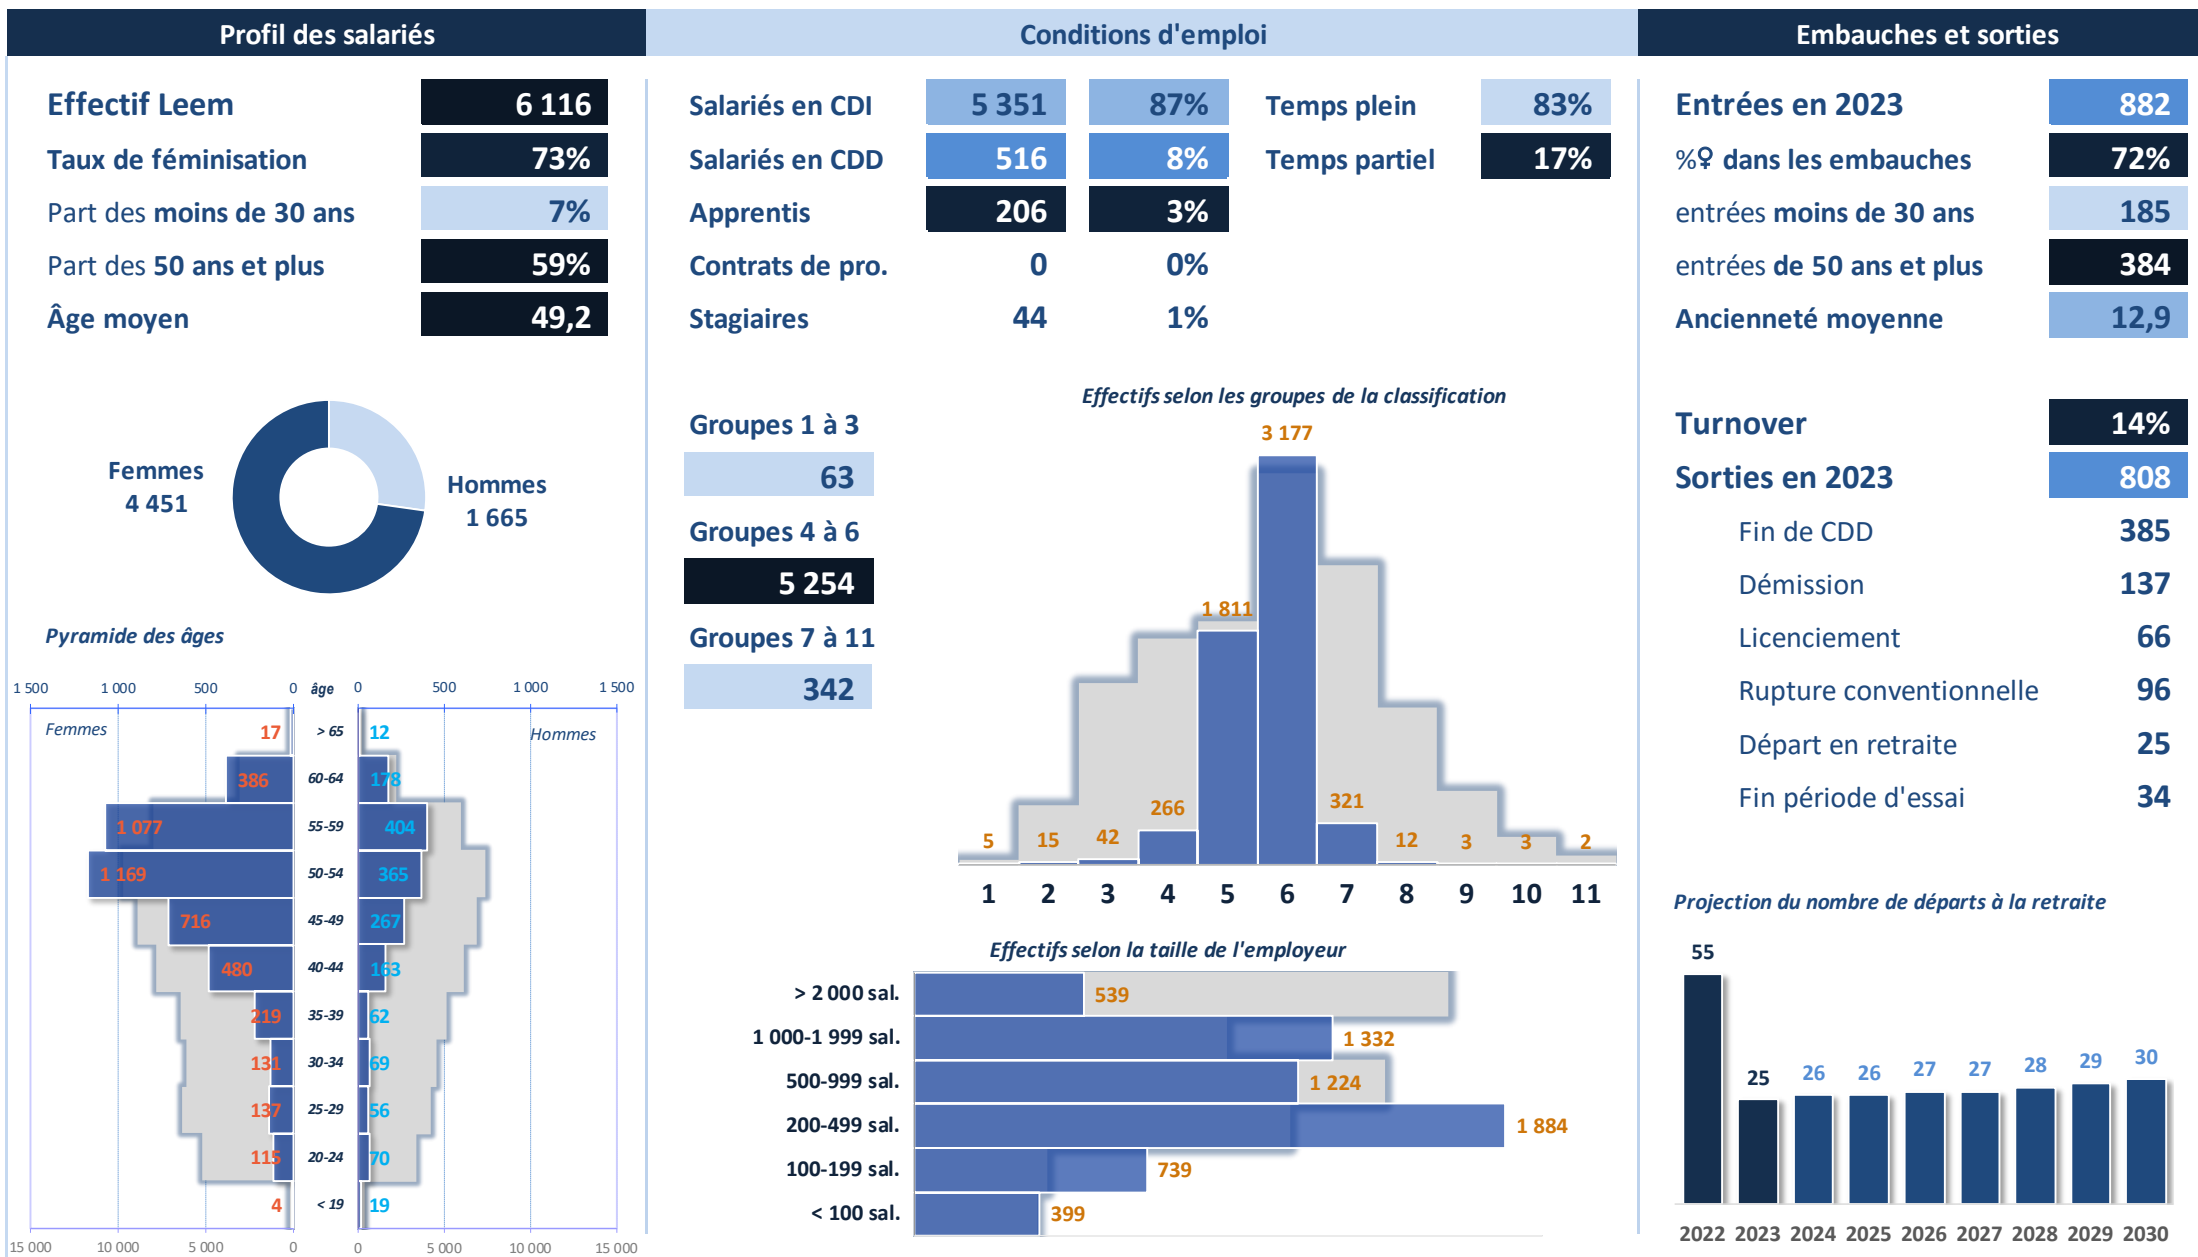 Profil des salariés
Effectif Leem 6 116
Taux de féminisation 73%
Part des moins de 30 ans 7%
Part des 50 ans et plus 59%
Âge moyen 49,2
Femmes
4 451
Hommes
1 665
Pyramide des âges
1 500 1 000 500 0 âge 0 500 1 000 1 500
Femmes Hommes
17 > 65 12
386 60-64 178
1 077 55-59 404
1 169 50-54 365
716 45-49 267
480 40-44 163
219 35-39 62
131 30-34 69
137 25-29 56
115 20-24 70
4 < 19 19
15 000 10 000 5 000 0 0 5 000 10 000 15 000
Conditions d'emploi
Salariés en CDI 5 351 87%
Salariés en CDD 516 8%
Apprentis 206 3%
Contrats de pro. 0 0%
Stagiaires 44 1%
Temps plein 83%
Temps partiel 17%
Groupes 1 à 3
63
Groupes 4 à 6
5 254
Groupes 7 à 11
342
Effectifs selon les groupes de la classification
5 15 42 266 1 811 3 177 321 12 3 3 2
1 2 3 4 5 6 7 8 9 10 11
Effectifs selon la taille de l'employeur
> 2 000 sal. 539
1 000-1 999 sal. 1 332
500-999 sal. 1 224
200-499 sal. 1 884
100-199 sal. 739
< 100 sal. 399
Embauches et sorties
Entrées en 2023 882
%♀ dans les embauches 72%
entrées moins de 30 ans 185
entrées de 50 ans et plus 384
Ancienneté moyenne 12,9
Turnover 14%
Sorties en 2023 808
Fin de CDD 385
Démission 137
Licenciement 66
Rupture conventionnelle 96
Départ en retraite 25
Fin période d'essai 34
Projection du nombre de départs à la retraite
55 25 26 26 27 27 28 29 30
2022 2023 2024 2025 2026 2027 2028 2029 2030